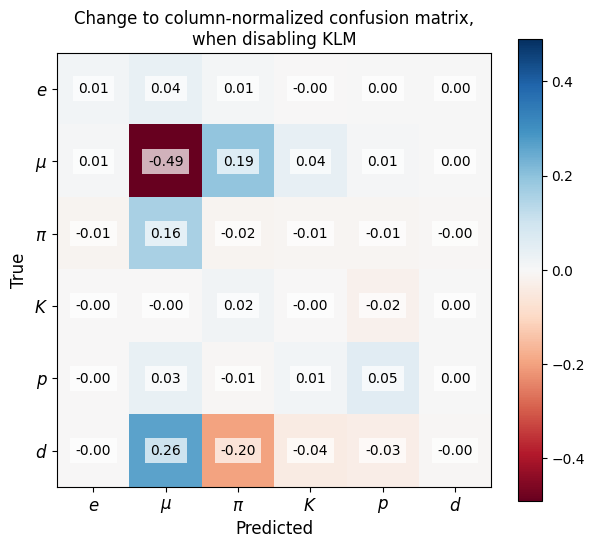 Change to column-normalized confusion matrix,
when disabling KLM
e 0.01 0.04 0.01 -0.00 0.00 0.00
μ 0.01 -0.49 0.19 0.04 0.01 0.00
π -0.01 0.16 -0.02 -0.01 -0.01 -0.00
K -0.00 -0.00 0.02 -0.00 -0.02 0.00
p -0.00 0.03 -0.01 0.01 0.05 0.00
d -0.00 0.26 -0.20 -0.04 -0.03 -0.00
e μ π K p d
Predicted
True
0.4
0.2
0.0
−0.2
−0.4